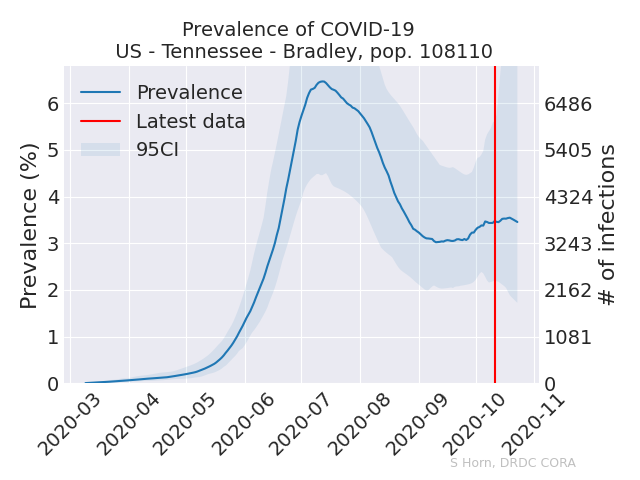 Prevalence of COVID-19
US - Tennessee - Bradley, pop. 108110
Prevalence
Latest data
95CI
Prevalence (%)
6
5
4
3
2
1
0
6486
5405
4324
3243
2162
1081
0
# of infections
2020-03
2020-04
2020-05
2020-06
2020-07
2020-08
2020-09
2020-10
2020-11
S Horn, DRDC CORA